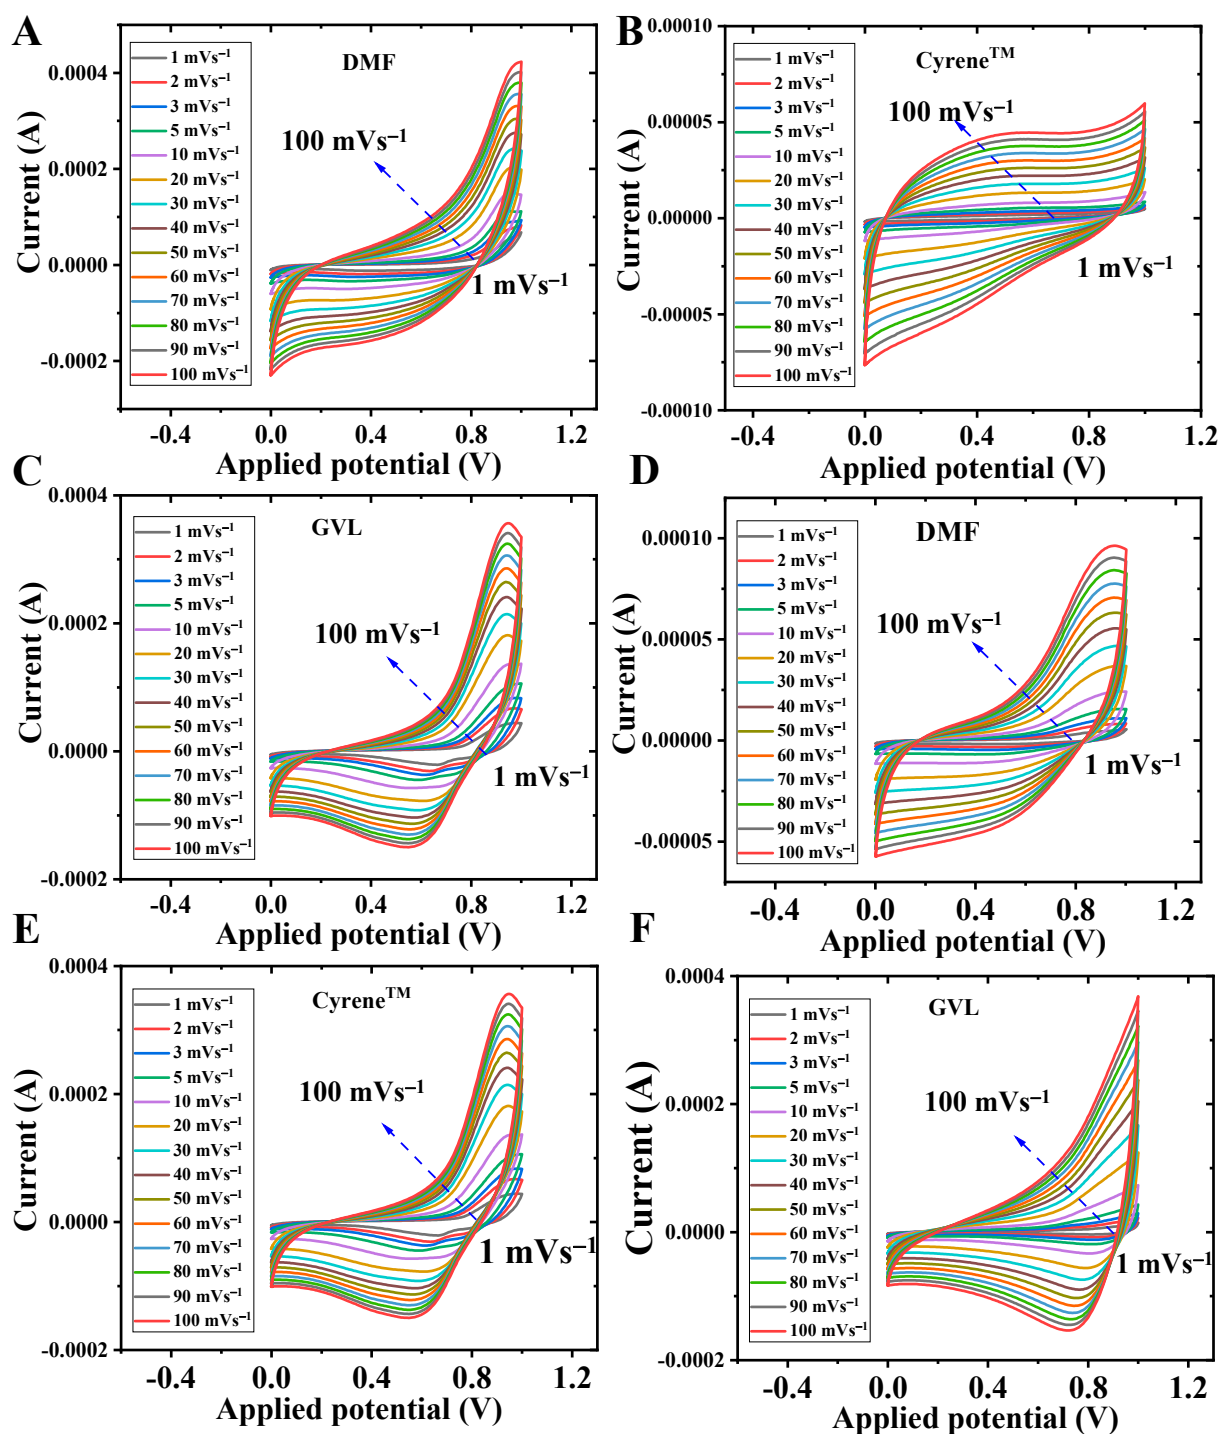 A
DMF
1 mVs⁻¹
2 mVs⁻¹
3 mVs⁻¹
5 mVs⁻¹
10 mVs⁻¹
20 mVs⁻¹
30 mVs⁻¹
40 mVs⁻¹
50 mVs⁻¹
60 mVs⁻¹
70 mVs⁻¹
80 mVs⁻¹
90 mVs⁻¹
100 mVs⁻¹
100 mVs⁻¹
1 mVs⁻¹
0.0004
0.0002
0.0000
-0.0002
Current (A)
-0.4 0.0 0.4 0.8 1.2
Applied potential (V)
B
Cyrene™
1 mVs⁻¹
2 mVs⁻¹
3 mVs⁻¹
5 mVs⁻¹
10 mVs⁻¹
20 mVs⁻¹
30 mVs⁻¹
40 mVs⁻¹
50 mVs⁻¹
60 mVs⁻¹
70 mVs⁻¹
80 mVs⁻¹
90 mVs⁻¹
100 mVs⁻¹
100 mVs⁻¹
1 mVs⁻¹
0.00010
0.00005
0.00000
-0.00005
-0.00010
Current (A)
-0.4 0.0 0.4 0.8 1.2
Applied potential (V)
C
GVL
1 mVs⁻¹
2 mVs⁻¹
3 mVs⁻¹
5 mVs⁻¹
10 mVs⁻¹
20 mVs⁻¹
30 mVs⁻¹
40 mVs⁻¹
50 mVs⁻¹
60 mVs⁻¹
70 mVs⁻¹
80 mVs⁻¹
90 mVs⁻¹
100 mVs⁻¹
100 mVs⁻¹
1 mVs⁻¹
0.0004
0.0002
0.0000
-0.0002
Current (A)
-0.4 0.0 0.4 0.8 1.2
Applied potential (V)
D
DMF
1 mVs⁻¹
2 mVs⁻¹
3 mVs⁻¹
5 mVs⁻¹
10 mVs⁻¹
20 mVs⁻¹
30 mVs⁻¹
40 mVs⁻¹
50 mVs⁻¹
60 mVs⁻¹
70 mVs⁻¹
80 mVs⁻¹
90 mVs⁻¹
100 mVs⁻¹
100 mVs⁻¹
1 mVs⁻¹
0.00010
0.00005
0.00000
-0.00005
Current (A)
-0.4 0.0 0.4 0.8 1.2
Applied potential (V)
E
Cyrene™
1 mVs⁻¹
2 mVs⁻¹
3 mVs⁻¹
5 mVs⁻¹
10 mVs⁻¹
20 mVs⁻¹
30 mVs⁻¹
40 mVs⁻¹
50 mVs⁻¹
60 mVs⁻¹
70 mVs⁻¹
80 mVs⁻¹
90 mVs⁻¹
100 mVs⁻¹
100 mVs⁻¹
1 mVs⁻¹
0.0004
0.0002
0.0000
-0.0002
Current (A)
-0.4 0.0 0.4 0.8 1.2
Applied potential (V)
F
GVL
1 mVs⁻¹
2 mVs⁻¹
3 mVs⁻¹
5 mVs⁻¹
10 mVs⁻¹
20 mVs⁻¹
30 mVs⁻¹
40 mVs⁻¹
50 mVs⁻¹
60 mVs⁻¹
70 mVs⁻¹
80 mVs⁻¹
90 mVs⁻¹
100 mVs⁻¹
100 mVs⁻¹
1 mVs⁻¹
0.0004
0.0002
0.0000
-0.0002
Current (A)
-0.4 0.0 0.4 0.8 1.2
Applied potential (V)